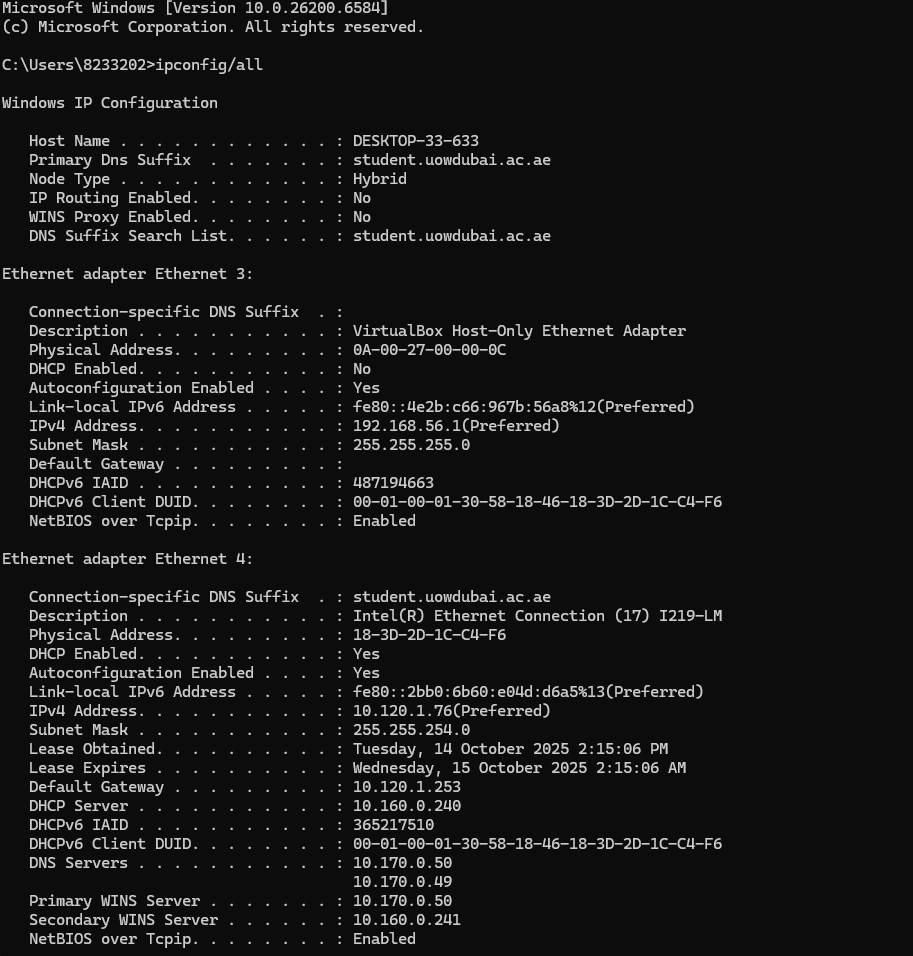 Microsoft Windows [Version 10.0.26200.6584]
(c) Microsoft Corporation. All rights reserved.
C:\Users\8233202>ipconfig/all
Windows IP Configuration
Host Name . . . . . . . . . . . . : DESKTOP-33-633
Primary Dns Suffix  . . . . . . . : student.uowdubai.ac.ae
Node Type . . . . . . . . . . . . : Hybrid
IP Routing Enabled. . . . . . . . : No
WINS Proxy Enabled. . . . . . . . : No
DNS Suffix Search List. . . . . . : student.uowdubai.ac.ae
Ethernet adapter Ethernet 3:
Connection-specific DNS Suffix  . :
Description . . . . . . . . . . . : VirtualBox Host-Only Ethernet Adapter
Physical Address. . . . . . . . . : 0A-00-27-00-00-0C
DHCP Enabled. . . . . . . . . . . : No
Autoconfiguration Enabled . . . . : Yes
Link-local IPv6 Address . . . . . : fe80::4e2b:c66:967b:56a8%12(Preferred)
IPv4 Address. . . . . . . . . . . : 192.168.56.1(Preferred)
Subnet Mask . . . . . . . . . . . : 255.255.255.0
Default Gateway . . . . . . . . . :
DHCPv6 IAID . . . . . . . . . . . : 487194663
DHCPv6 Client DUID. . . . . . . . : 00-01-00-01-30-58-18-46-18-3D-2D-1C-C4-F6
NetBIOS over Tcpip. . . . . . . . : Enabled
Ethernet adapter Ethernet 4:
Connection-specific DNS Suffix  . : student.uowdubai.ac.ae
Description . . . . . . . . . . . : Intel(R) Ethernet Connection (17) I219-LM
Physical Address. . . . . . . . . : 18-3D-2D-1C-C4-F6
DHCP Enabled. . . . . . . . . . . : Yes
Autoconfiguration Enabled . . . . : Yes
Link-local IPv6 Address . . . . . : fe80::2bb0:6b60:e04d:d6a5%13(Preferred)
IPv4 Address. . . . . . . . . . . : 10.120.1.76(Preferred)
Subnet Mask . . . . . . . . . . . : 255.255.254.0
Lease Obtained. . . . . . . . . . : Tuesday, 14 October 2025 2:15:06 PM
Lease Expires . . . . . . . . . . : Wednesday, 15 October 2025 2:15:06 AM
Default Gateway . . . . . . . . . : 10.120.1.253
DHCP Server . . . . . . . . . . . : 10.160.0.240
DHCPv6 IAID . . . . . . . . . . . : 365217510
DHCPv6 Client DUID. . . . . . . . : 00-01-00-01-30-58-18-46-18-3D-2D-1C-C4-F6
DNS Servers . . . . . . . . . . . : 10.170.0.50
10.170.0.49
Primary WINS Server . . . . . . . : 10.170.0.50
Secondary WINS Server . . . . . . : 10.160.0.241
NetBIOS over Tcpip. . . . . . . . : Enabled